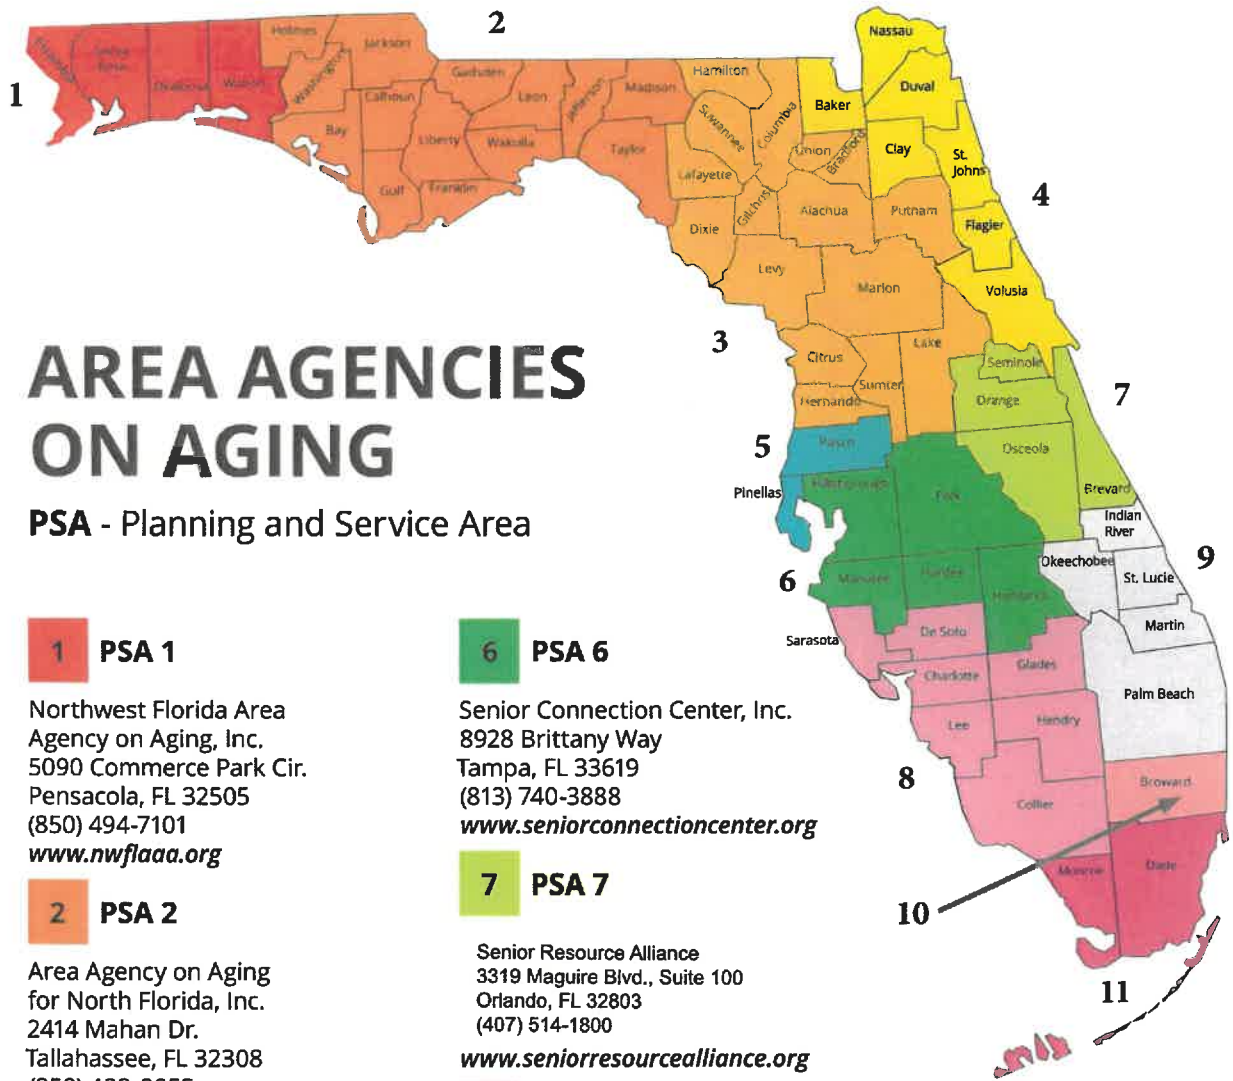 2
Nassau
Holmes
Jackson
Escambia
Santa
Rosa
Okaloosa
Walton
Washington
Gadsden
Hamilton
Madison
Duval
1
Calhoun
Leon
Jefferson
Baker
Suwannee
Columbia
Bay
Liberty
Wakulla
Taylor
Union
Bradford
Clay
St.
Johns
Lafayette
Gulf
Franklin
Gilchrist
Alachua
Putnam
4
Dixie
Flagler
Levy
Marion
Volusia
3
Lake
Citrus
Seminole
Sumter
Hernando
Orange
7
AREA AGENCIES
ON AGING
5
Pasco
Osceola
Pinellas
Hillsborough
Polk
Brevard
PSA - Planning and Service Area
Indian
River
Okeechobee
9
6
Manatee
Hardee
St. Lucie
Highlands
Martin
Sarasota
De Soto
Charlotte
Glades
Palm Beach
Lee
Hendry
8
Broward
Collier
Monroe
Dade
10
11
1 PSA 1
Northwest Florida Area
Agency on Aging, Inc.
5090 Commerce Park Cir.
Pensacola, FL 32505
(850) 494-7101
www.nwflaaa.org
2 PSA 2
Area Agency on Aging
for North Florida, Inc.
2414 Mahan Dr.
Tallahassee, FL 32308
6 PSA 6
Senior Connection Center, Inc.
8928 Brittany Way
Tampa, FL 33619
(813) 740-3888
www.seniorconnectioncenter.org
7 PSA 7
Senior Resource Alliance
3319 Maguire Blvd., Suite 100
Orlando, FL 32803
(407) 514-1800
www.seniorresourcealliance.org